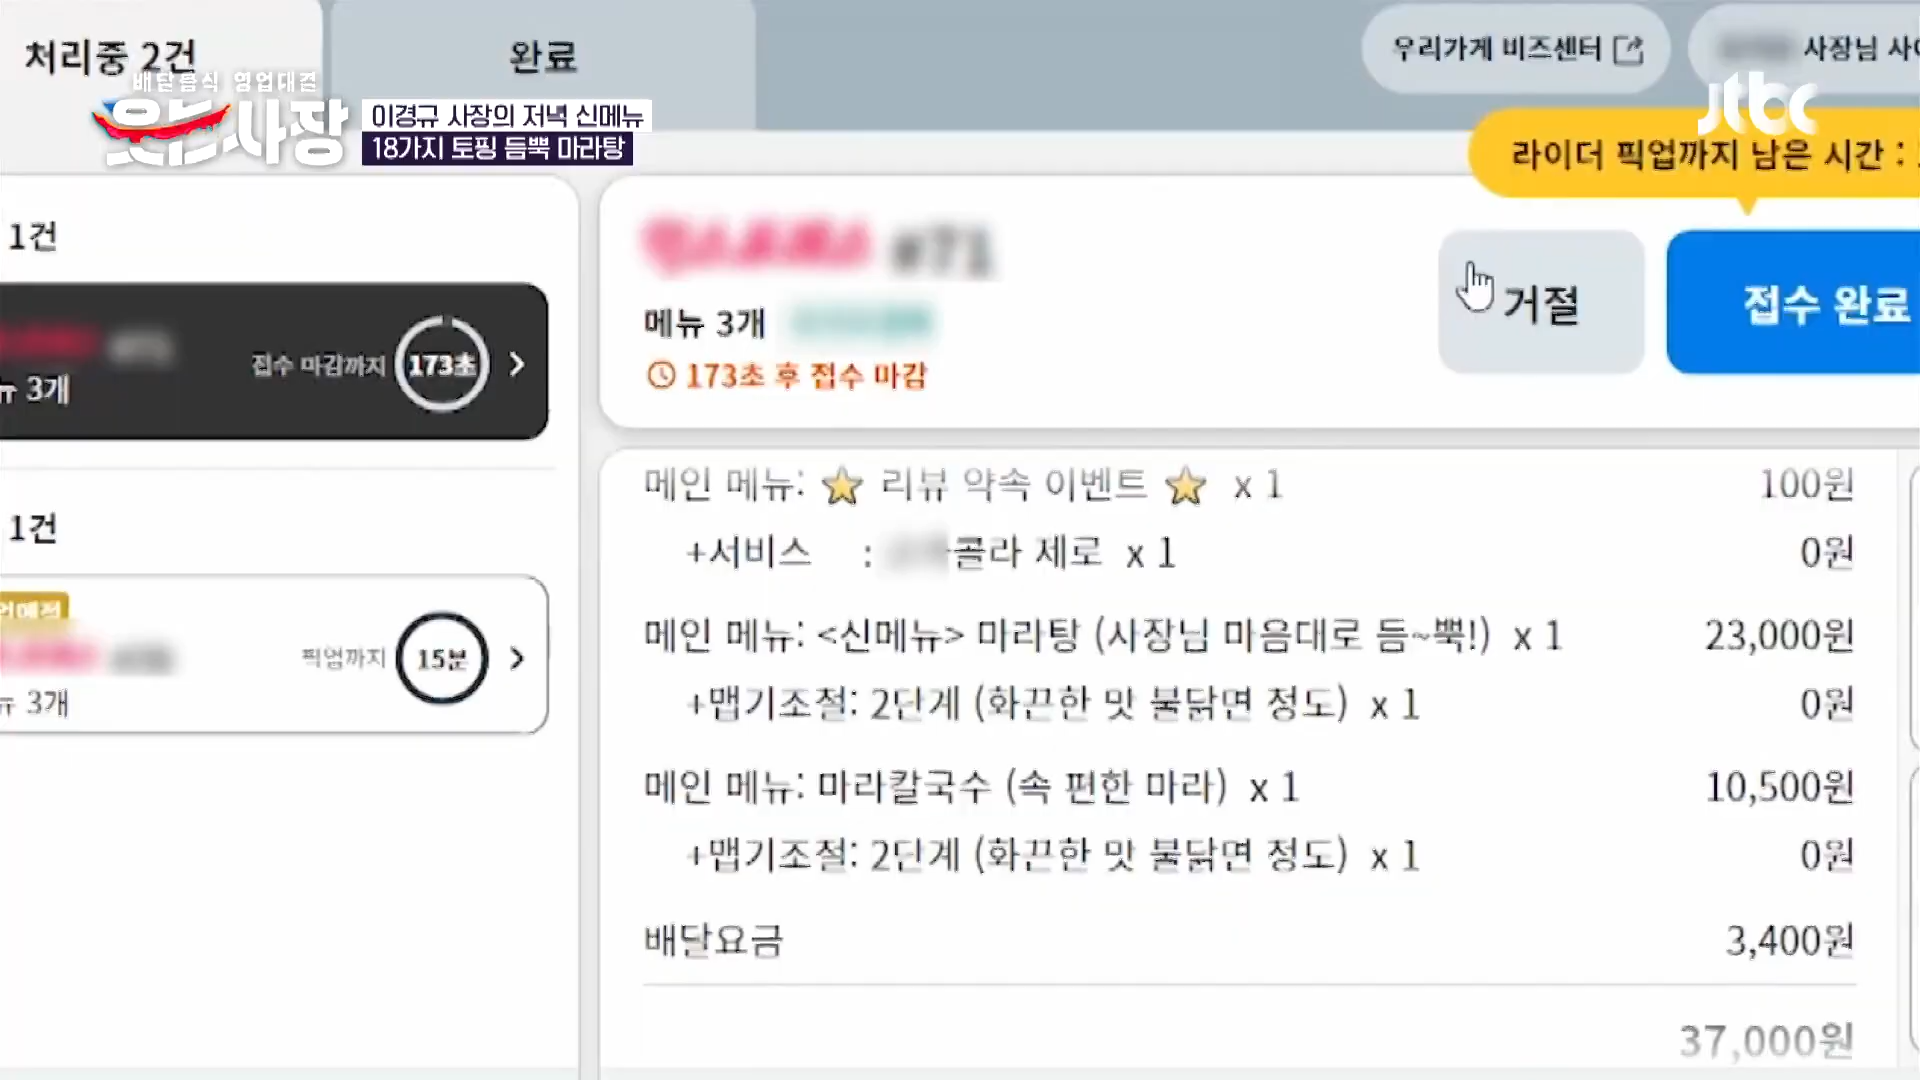 처리중 2건
완료
우리가게 비즈센터
사장님 사이
배달음식 영업대결
웃는 사장
이경규 사장의 저녁 신메뉴
18가지 토핑 듬뿍 마라탕
jtbc
라이더 픽업까지 남은 시간 :
1건
#71
메뉴 3개
173초 후 접수 마감
거절
접수 완료
뉴 3개
접수 마감까지
173초
메인 메뉴: ⭐ 리뷰 약속 이벤트 ⭐ x 1
100원
+서비스 : 콜라 제로 x 1
0원
1건
메인 메뉴: <신메뉴> 마라탕 (사장님 마음대로 듬~뿍!) x 1
23,000원
픽업까지
15분
뉴 3개
+맵기조절: 2단계 (화끈한 맛 불닭면 정도) x 1
0원
메인 메뉴: 마라칼국수 (속 편한 마라) x 1
10,500원
+맵기조절: 2단계 (화끈한 맛 불닭면 정도) x 1
0원
배달요금
3,400원
37,000원